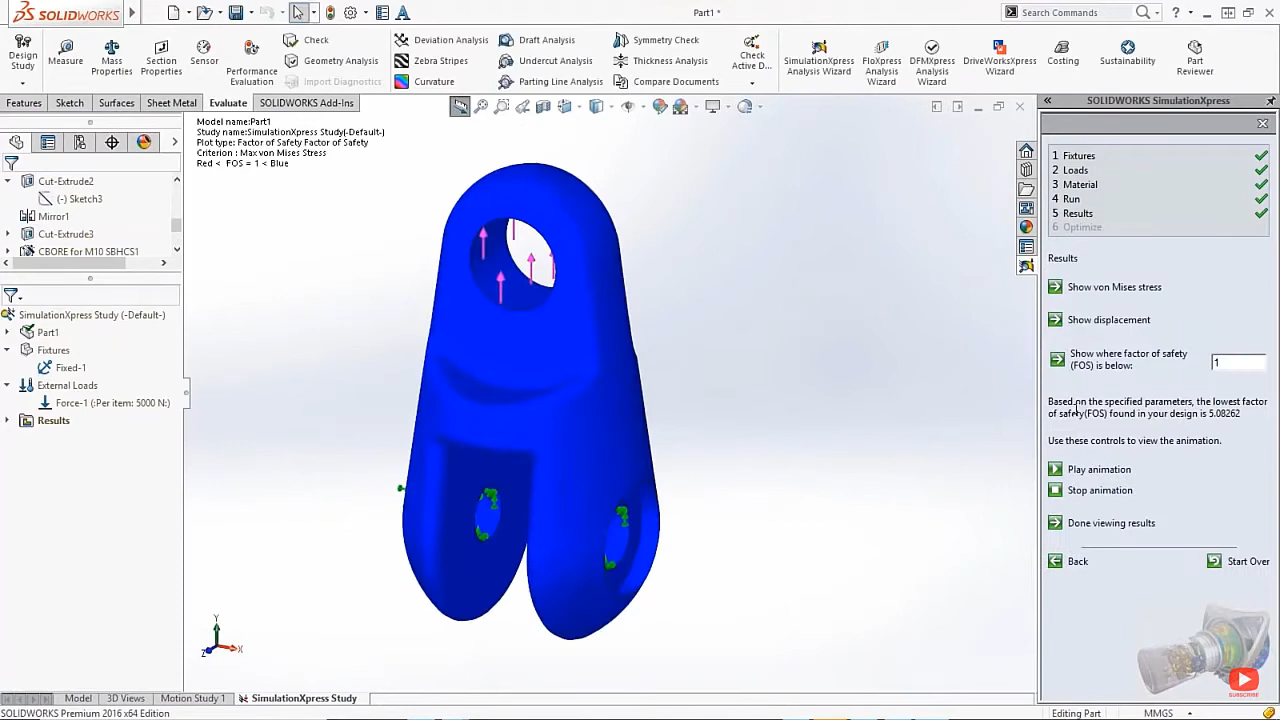 SOLIDWORKS
Part1 *
Search Commands
Design Study
Measure
Mass Properties
Section Properties
Sensor
Performance Evaluation
Check
Geometry Analysis
Import Diagnostics
Deviation Analysis
Zebra Stripes
Curvature
Draft Analysis
Undercut Analysis
Parting Line Analysis
Symmetry Check
Thickness Analysis
Compare Documents
Check Active D...
SimulationXpress Analysis Wizard
FloXpress Analysis Wizard
DFMXpress Analysis Wizard
DriveWorksXpress Wizard
Costing
Sustainability
Part Reviewer
Features
Sketch
Surfaces
Sheet Metal
Evaluate
SOLIDWORKS Add-Ins
SOLIDWORKS SimulationXpress
Model name:Part1
Study name:SimulationXpress Study(-Default-)
Plot type: Factor of Safety Factor of Safety
Criterion : Max von Mises Stress
Red < FOS = 1 < Blue
Cut-Extrude2
(-) Sketch3
Mirror1
Cut-Extrude3
CBORE for M10 SBHCS1
SimulationXpress Study (-Default-)
Part1
Fixtures
Fixed-1
External Loads
Force-1 (:Per item: 5000 N:)
Results
1 Fixtures
2 Loads
3 Material
4 Run
5 Results
6 Optimize
Results
Show von Mises stress
Show displacement
Show where factor of safety
(FOS) is below:
1
Based on the specified parameters, the lowest factor
of safety(FOS) found in your design is 5.08262
Use these controls to view the animation.
Play animation
Stop animation
Done viewing results
Back
Start Over
SUBSCRIBE
Y
X
Z
Model
3D Views
Motion Study 1
SimulationXpress Study
SOLIDWORKS Premium 2016 x64 Edition
Editing Part
MMGS